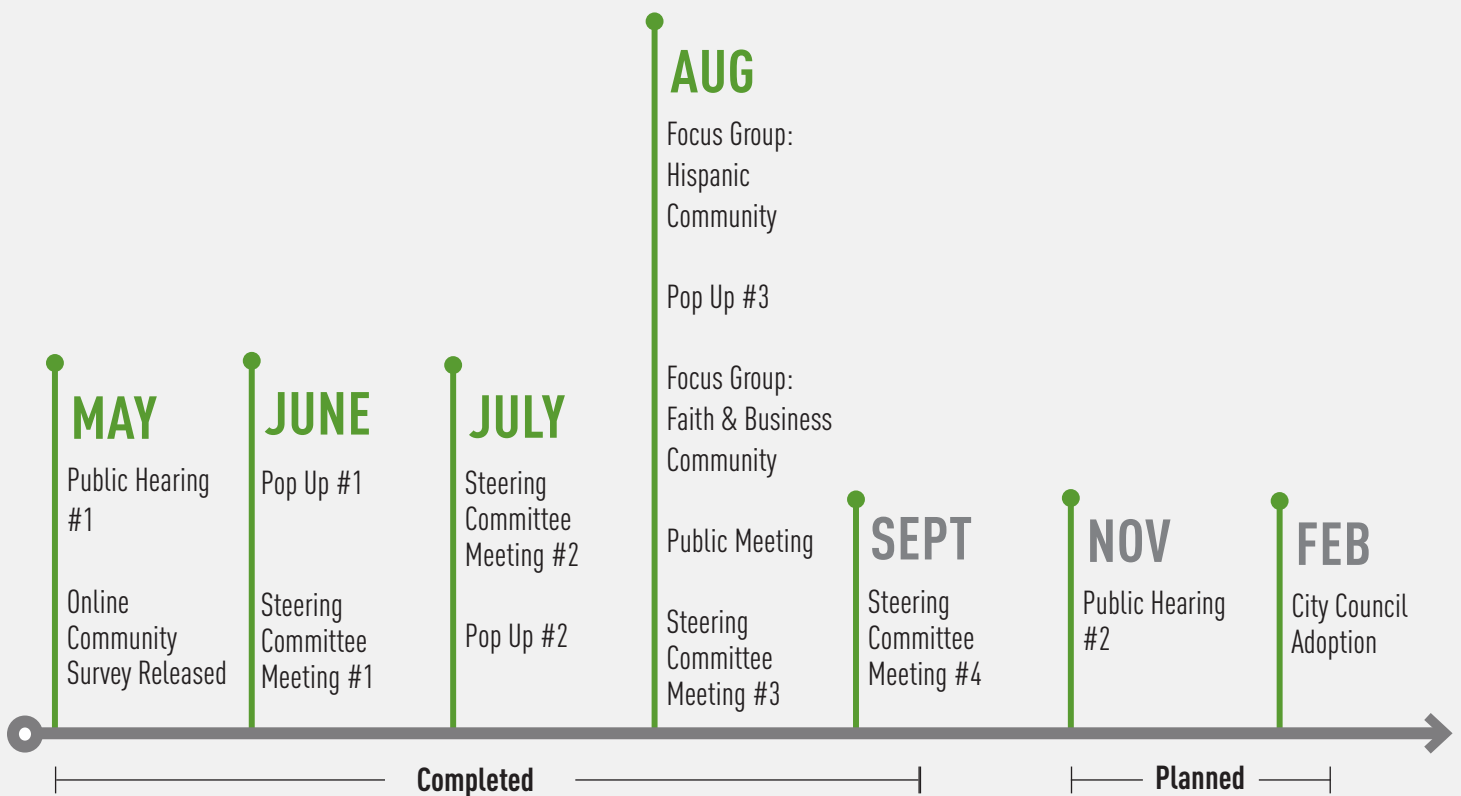 MAY
Public Hearing
#1
Online
Community
Survey Released
JUNE
Pop Up #1
Steering
Committee
Meeting #1
JULY
Steering
Committee
Meeting #2
Pop Up #2
AUG
Focus Group:
Hispanic
Community
Pop Up #3
Focus Group:
Faith & Business
Community
Public Meeting
Steering
Committee
Meeting #3
SEPT
Steering
Committee
Meeting #4
NOV
Public Hearing
#2
FEB
City Council
Adoption
Completed
Planned